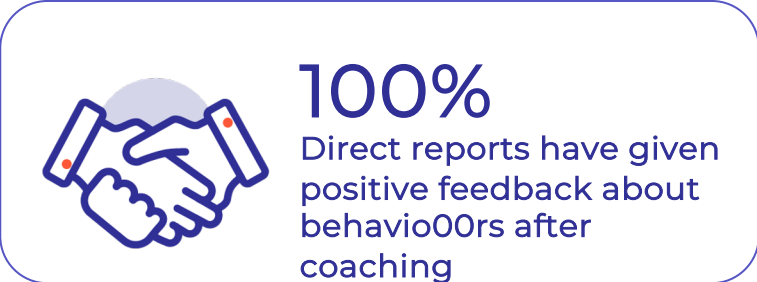 100%
Direct reports have given
positive feedback about
behavio00rs after
coaching